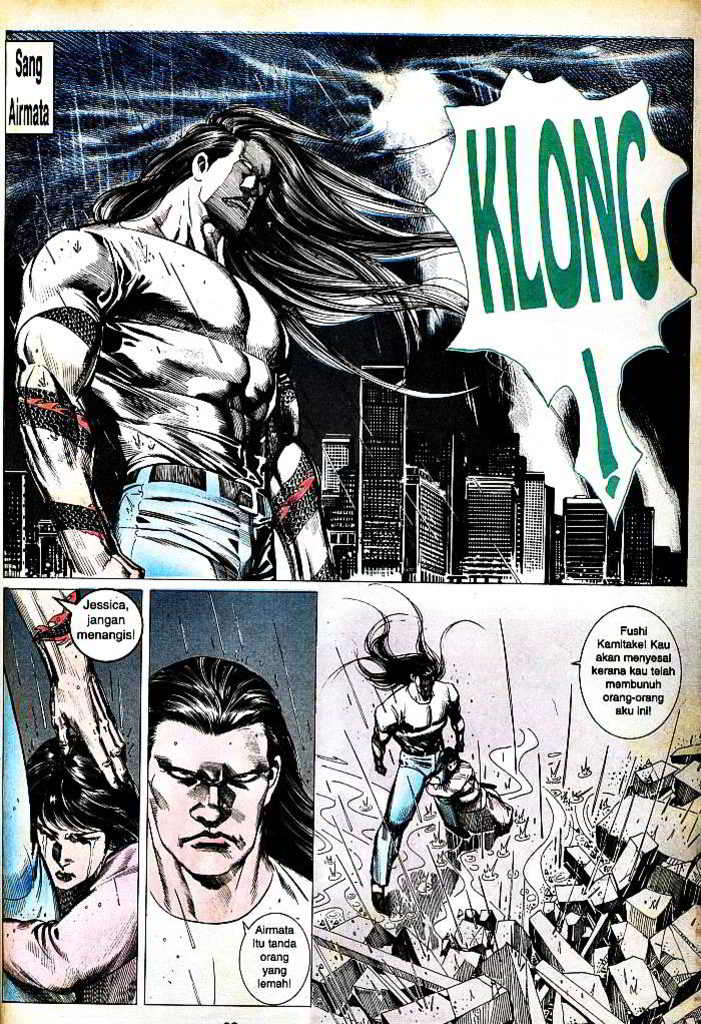 Sang
Airmata
KLONG
!
Jessica,
jangan
menangis!
Airmata
itu tanda
orang
yang
lemah!
Fushi
Kamitake! Kau
akan menyesal
kerana kau telah
membunuh
orang-orang
aku ini!